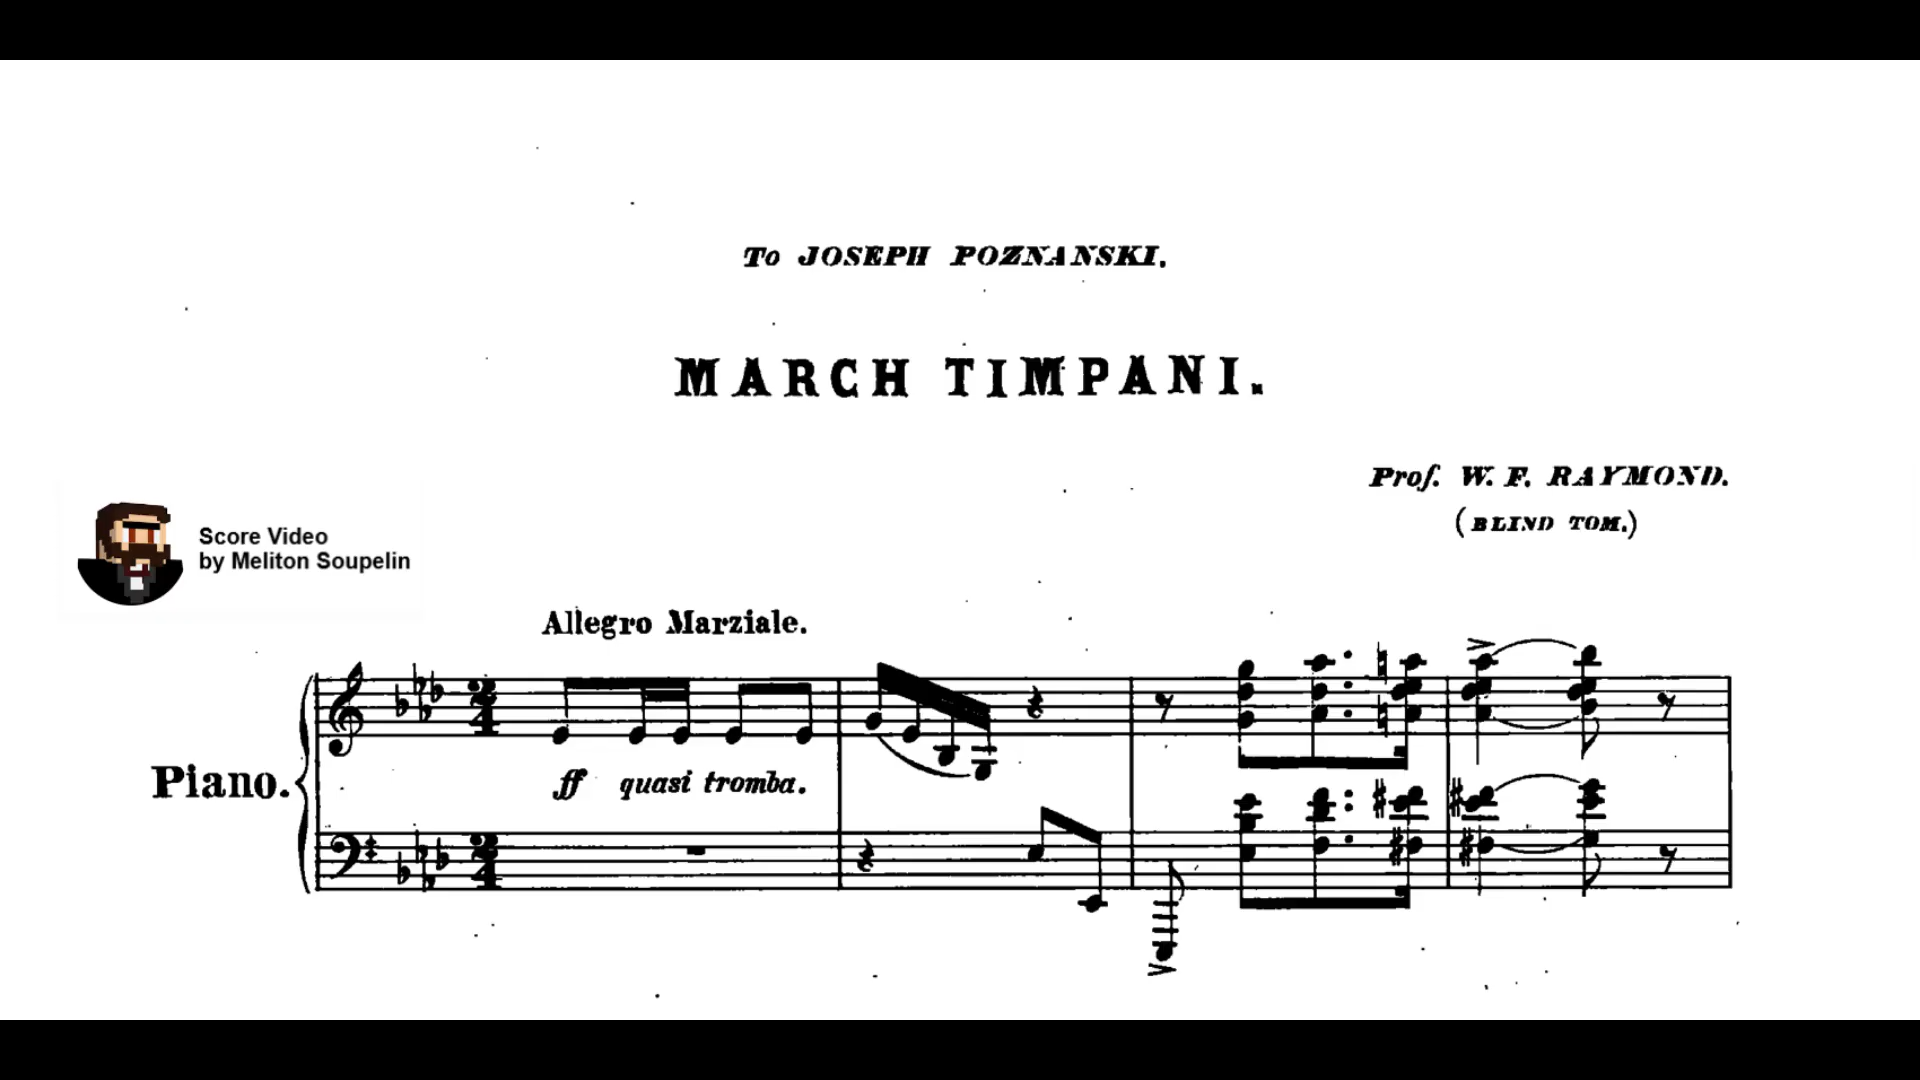 To JOSEPH POZNANSKI.
MARCH TIMPANI.
Prof. W. F. RAYMOND.
(BLIND TOM.)
Score Video
by Meliton Soupelin
Allegro Marziale.
Piano.
ff quasi tromba.